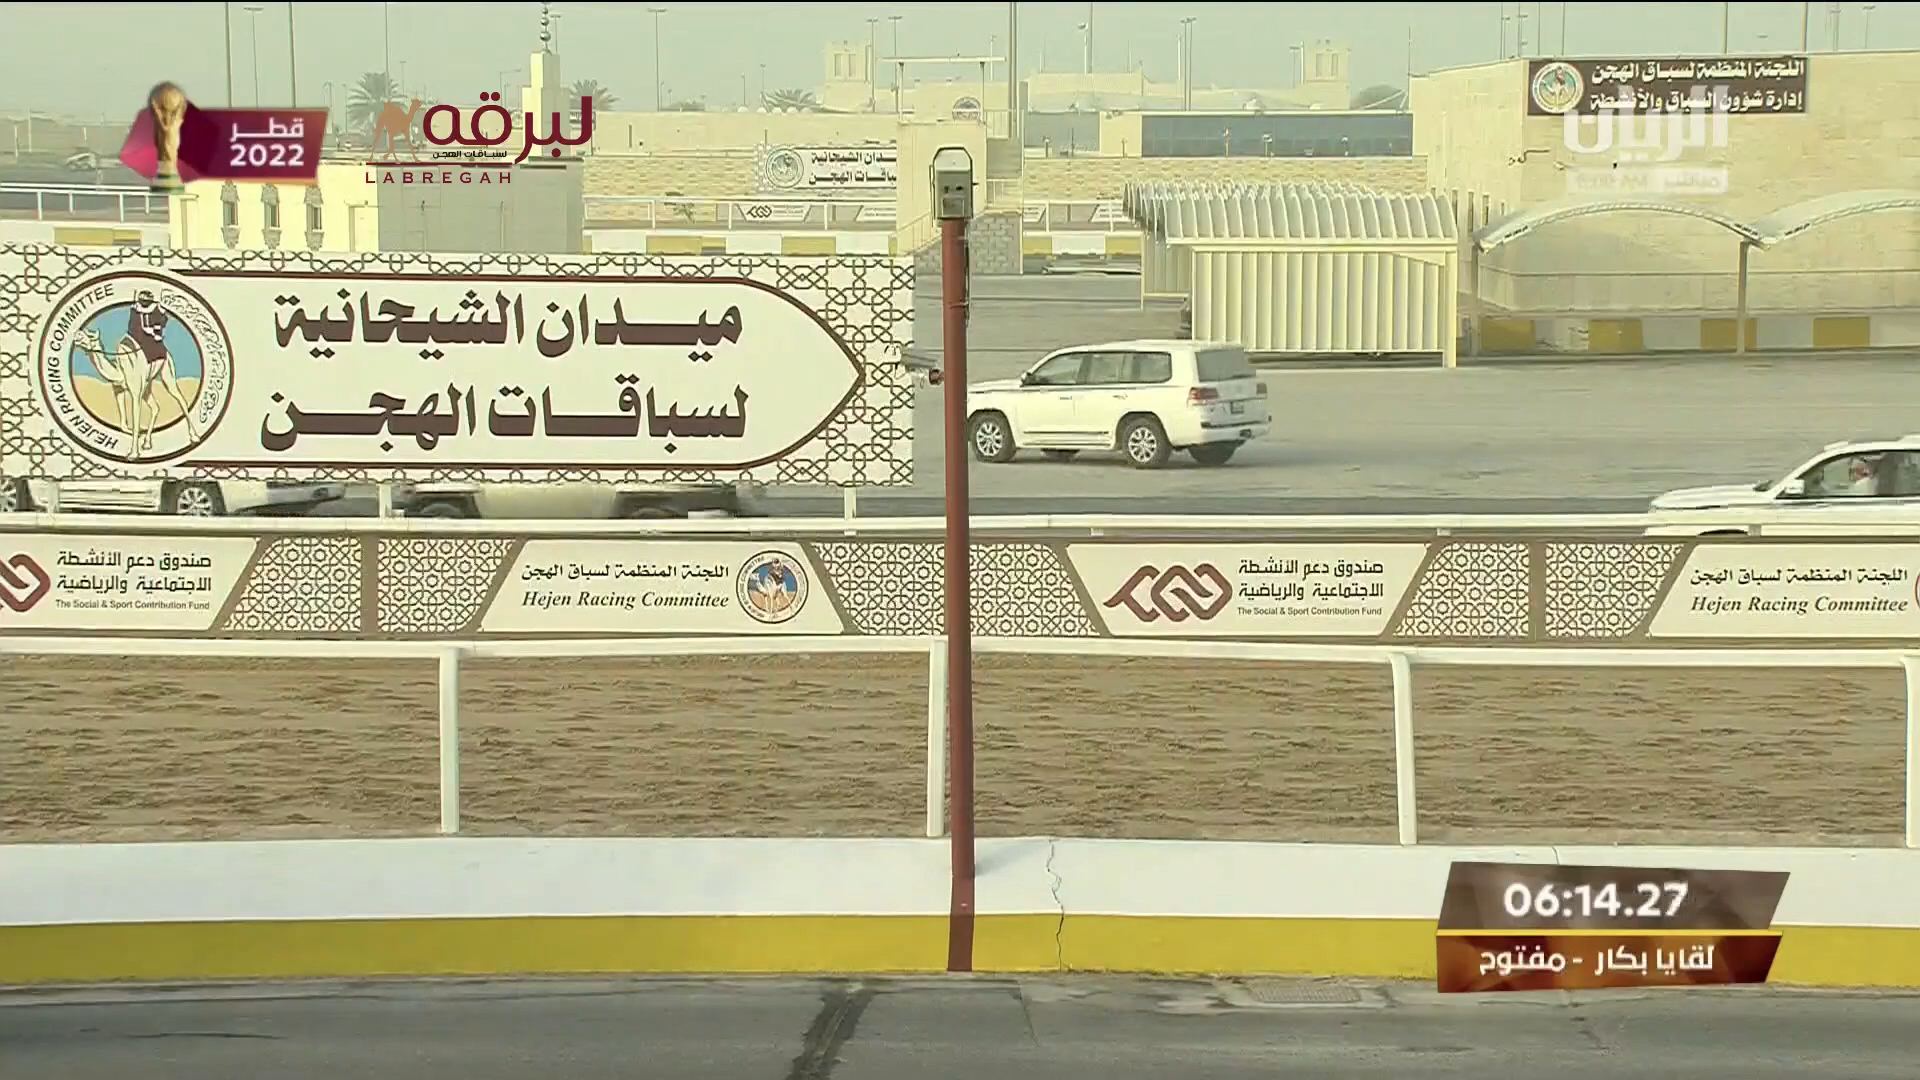 اللجنة المنظمة لسباق الهجن
إدارة شؤون السباق والأنشطة
الريان
مباشر
قطر
2022
لبرقه
لسباقات الهجن
LABREGAH
ميدان الشيحانية
لسباقات الهجن
HEJEN RACING COMMITTEE
ميدان الشيحانية
لسباقات الهجن
صندوق دعم الأنشطة
الاجتماعية والرياضية
The Social & Sport Contribution Fund
اللجنة المنظمة لسباق الهجن
Hejen Racing Committee
صندوق دعم الأنشطة
الاجتماعية والرياضية
The Social & Sport Contribution Fund
اللجنة المنظمة لسباق الهجن
Hejen Racing Committee
06:14.27
لقايا بكار - مفتوح